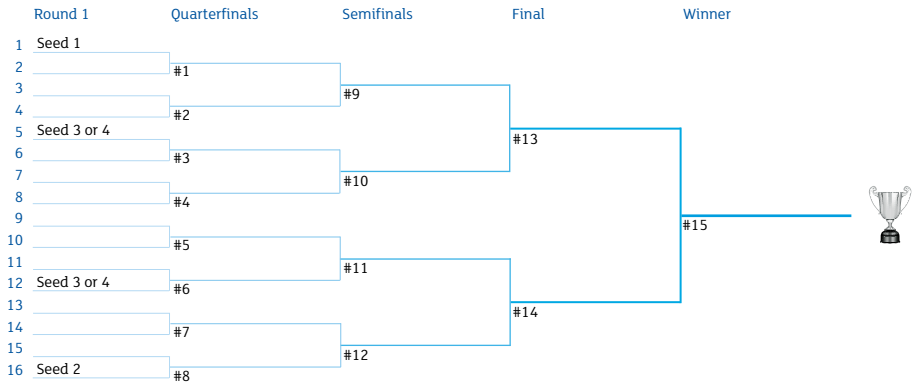 Round 1 Quarterfinals Semifinals Final Winner
1 Seed 1
2 #1
3 #9
4 #2
5 Seed 3 or 4 #13
6 #3
7 #10
8 #4
9 #15
10 #5
11 #11
12 Seed 3 or 4 #6
13 #14
14 #7
15 #12
16 Seed 2 #8